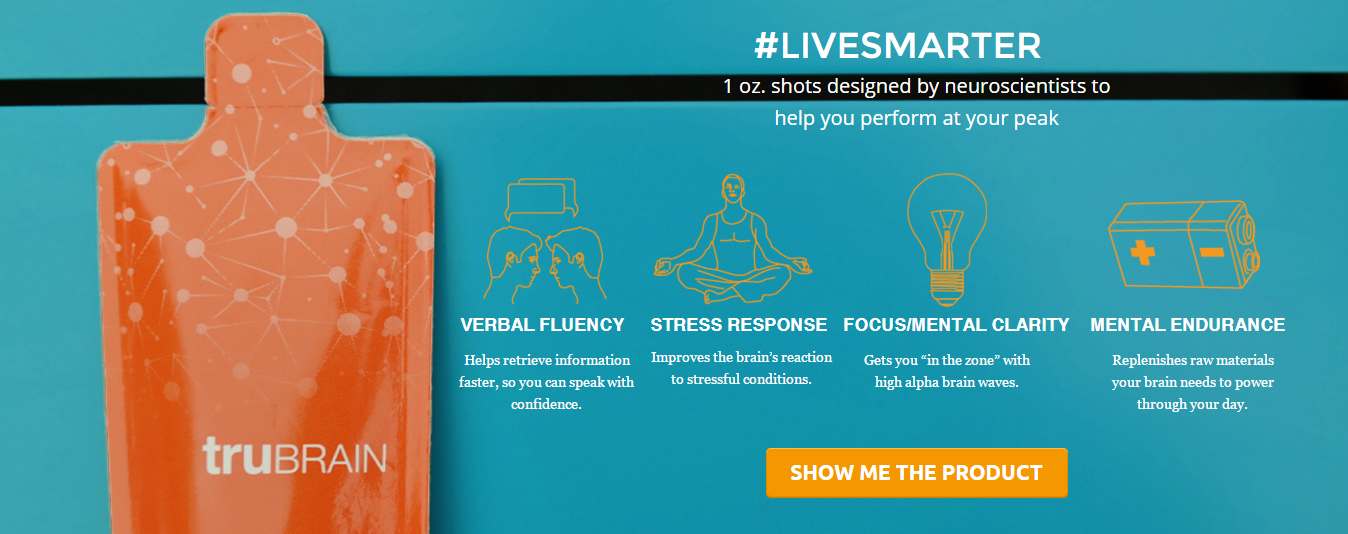 #LIVESMARTER
1 oz. shots designed by neuroscientists to
help you perform at your peak
VERBAL FLUENCY
Helps retrieve information
faster, so you can speak with
confidence.
STRESS RESPONSE
Improves the brain’s reaction
to stressful conditions.
FOCUS/MENTAL CLARITY
Gets you “in the zone” with
high alpha brain waves.
MENTAL ENDURANCE
Replenishes raw materials
your brain needs to power
through your day.
truBRAIN
SHOW ME THE PRODUCT